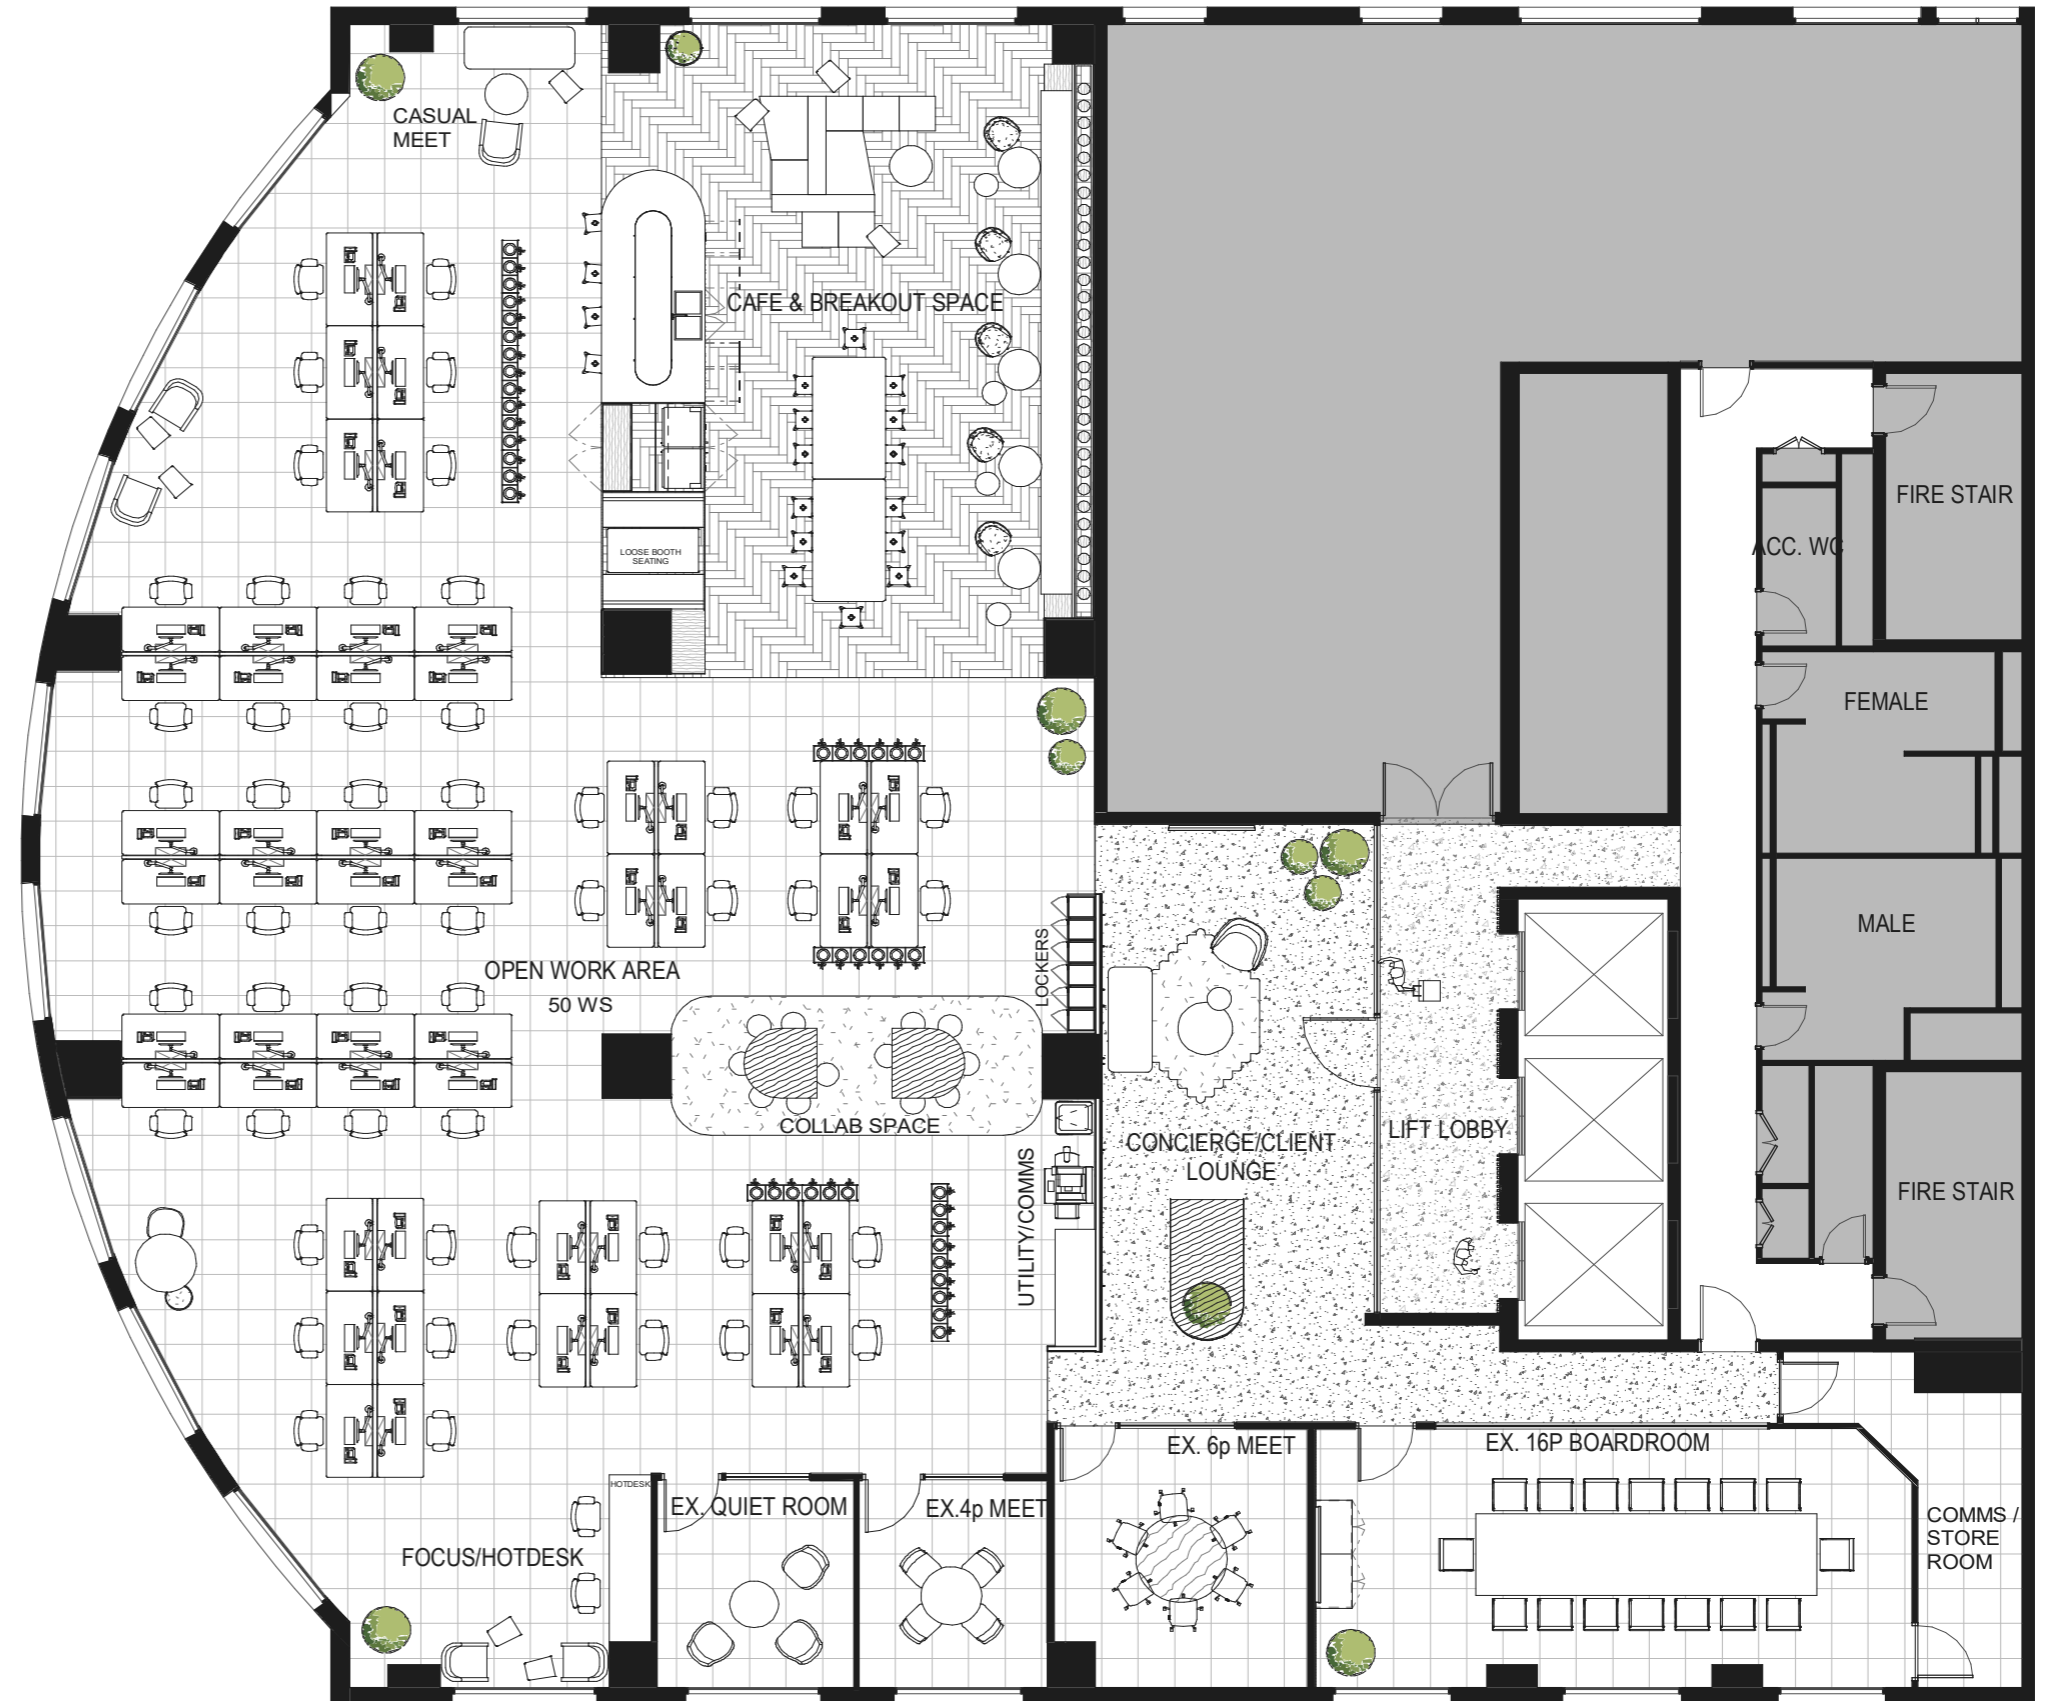 CASUAL
MEET
CAFE & BREAKOUT SPACE
LOOSE BOOTH
SEATING
FIRE STAIR
ACC. WC
FEMALE
MALE
LOCKERS
OPEN WORK AREA
50 WS
COLLAB SPACE
UTILITY/COMMS
CONCIERGE/CLIENT
LOUNGE
LIFT LOBBY
FIRE STAIR
EX. 6p MEET
EX. 16P BOARDROOM
HOTDESK
EX. QUIET ROOM
EX.4p MEET
FOCUS/HOTDESK
COMMS /
STORE
ROOM